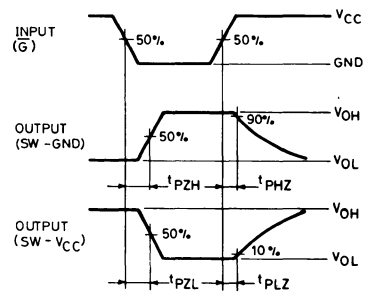 INPUT
(G̅)
50%
50%
VCC
GND
OUTPUT
(SW-GND)
50%
90%
VOH
VOL
tPZH
tPHZ
OUTPUT
(SW-VCC)
50%
10%
VOH
VOL
tPZL
tPLZ